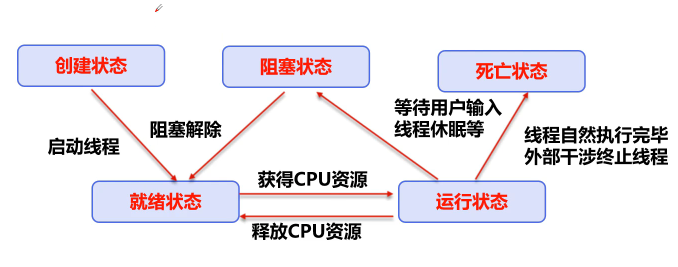 创建状态
阻塞状态
死亡状态
等待用户输入
线程休眠等
阻塞解除
启动线程
线程自然执行完毕
外部干涉终止线程
获得CPU资源
就绪状态
运行状态
释放CPU资源